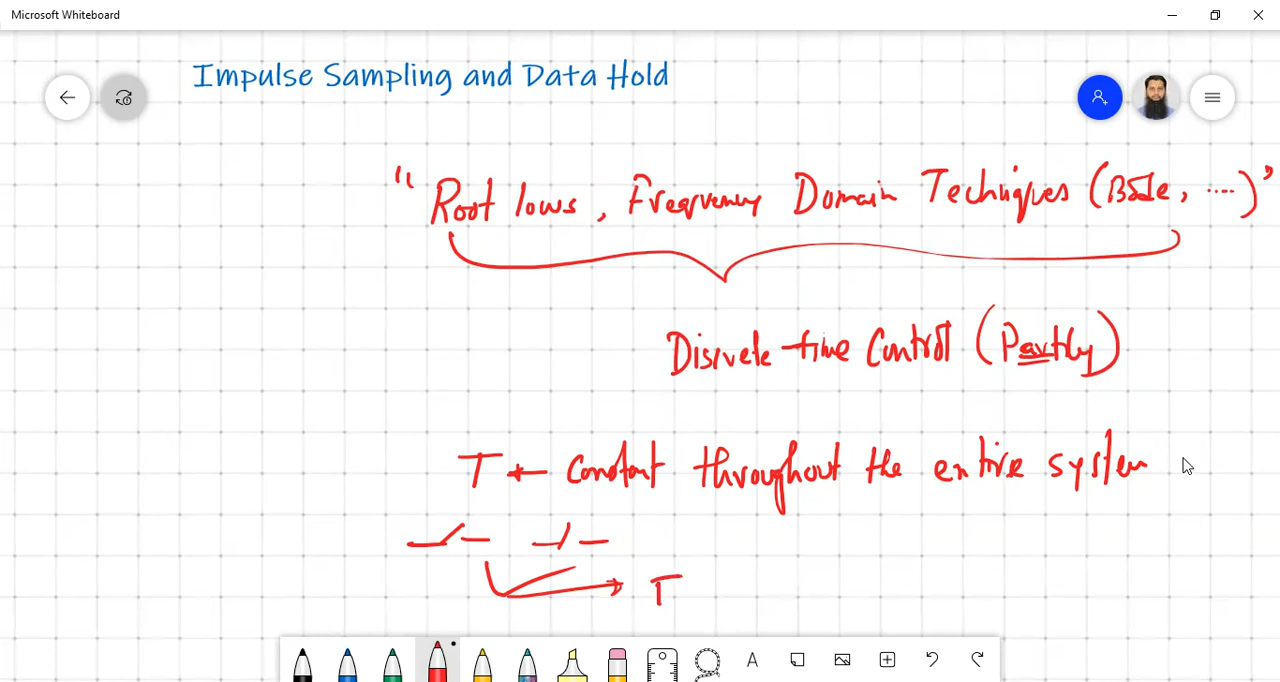 Microsoft Whiteboard
Impulse Sampling and Data Hold
“ Root locus, Frequency Domain Techniques (Bode, ....)”
Discrete-time Control (Partly)
T ← Constant throughout the entire system
T
A